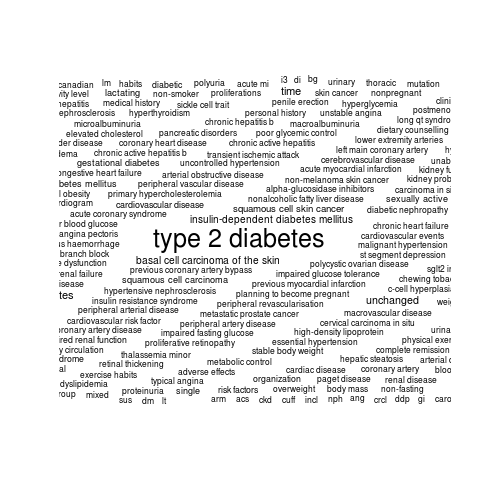 i3 di bg
canadian lm habits diabetic polyuria acute mi urinary thoracic mutation
vity level lactating non-smoker proliferations time skin cancer nonpregnant
hepatitis medical history sickle cell trait penile erection hyperglycemia clini
ephrosclerosis hyperthyroidism personal history unstable angina postmeno
microalbuminuria chronic hepatitis b macroalbuminuria long qt syndro
elevated cholesterol pancreatic disorders poor glycemic control dietary counselling
der disease coronary heart disease chronic active hepatitis lower extremity arteries
lema chronic active hepatitis b transient ischemic attack left main coronary artery hy
gestational diabetes uncontrolled hypertension cerebrovascular disease unab
ongestive heart failure arterial obstructive disease acute myocardial infarction kidney fu
betes mellitus peripheral vascular disease non-melanoma skin cancer kidney prob
l obesity primary hypercholesterolemia alpha-glucosidase inhibitors carcinoma in si
rdiogram cardiovascular disease nonalcoholic fatty liver disease sexually active
acute coronary syndrome squamous cell skin cancer diabetic nephropathy
r blood glucose insulin-dependent diabetes mellitus chronic heart failure
angina pectoris type 2 diabetes cardiovascular events
s haemorrhage malignant hypertension
branch block st segment depression
e dysfunction basal cell carcinoma of the skin polycystic ovarian disease
renal failure previous coronary artery bypass impaired glucose tolerance sglt2 i
isease squamous cell carcinoma previous myocardial infarction chewing toba
tes hypertensive nephrosclerosis planning to become pregnant c-cell hyperplasi
insulin resistance syndrome peripheral revascularisation unchanged wei
peripheral arterial disease metastatic prostate cancer macrovascular disease
cardiovascular risk factor peripheral artery disease cervical carcinoma in situ
oronary artery disease impaired fasting glucose high-density lipoprotein urina
ired renal function proliferative retinopathy essential hypertension physical exer
y circulation thalassemia minor stable body weight complete remission
drome retinal thickening metabolic control hepatic steatosis arterial c
al exercise habits adverse effects cardiac disease coronary artery bloo
dyslipidemia typical angina organization paget disease renal disease
roup mixed proteinuria single risk factors overweight body mass non-fasting
sus dm lt arm acs ckd cuff incl nph ang crcl ddp gi caro